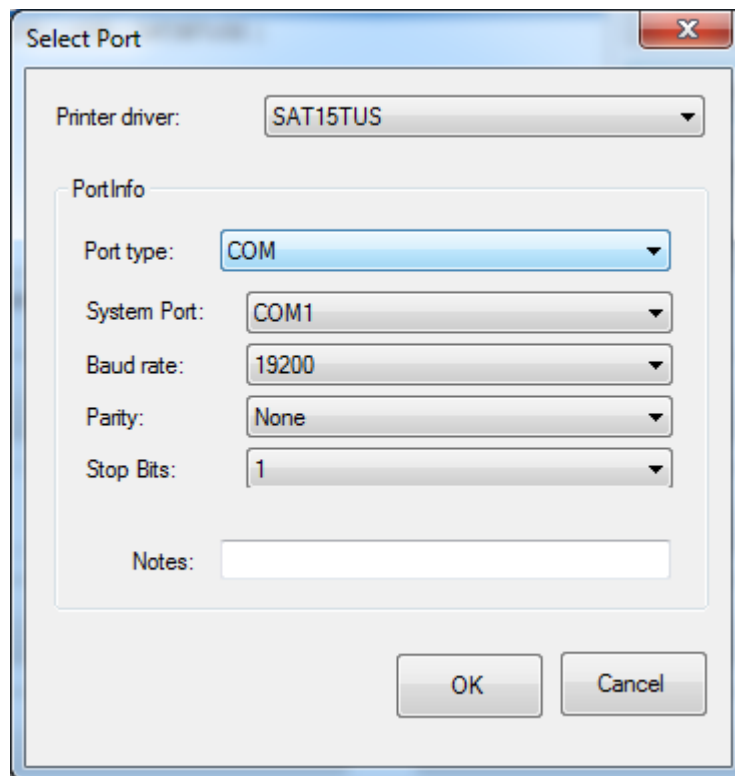 Select Port
Printer driver: SAT15TUS
PortInfo
Port type: COM
System Port: COM1
Baud rate: 19200
Parity: None
Stop Bits: 1
Notes:
OK Cancel